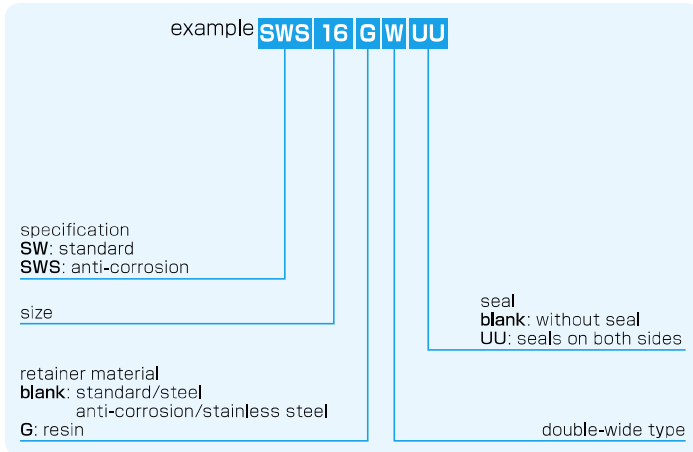 example SWS 16 G W UU
specification
SW: standard
SWS: anti-corrosion
size
retainer material
blank: standard/steel
anti-corrosion/stainless steel
G: resin
seal
blank: without seal
UU: seals on both sides
double-wide type